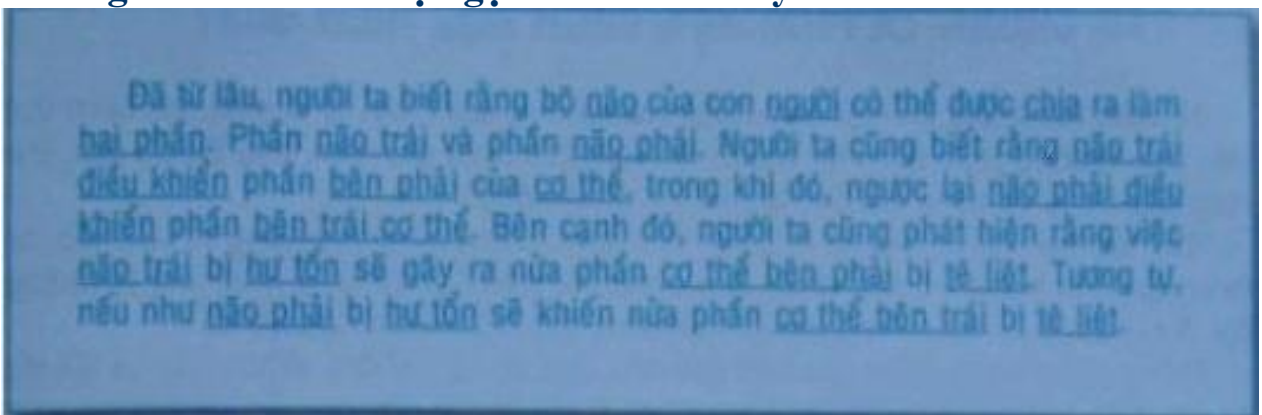 Đã từ lâu, người ta biết rằng bộ não của con người có thể được chia ra làm
hai phần. Phần não trái và phần não phải. Người ta cũng biết rằng não trái
điều khiển phần bên phải của cơ thể, trong khi đó, ngược lại não phải điều
khiển phần bên trái cơ thể. Bên cạnh đó, người ta cũng phát hiện rằng việc
não trái bị hư tổn sẽ gây ra nửa phần cơ thể bên phải bị tê liệt. Tương tự,
nếu như não phải bị hư tổn sẽ khiến nửa phần cơ thể bên trái bị tê liệt.